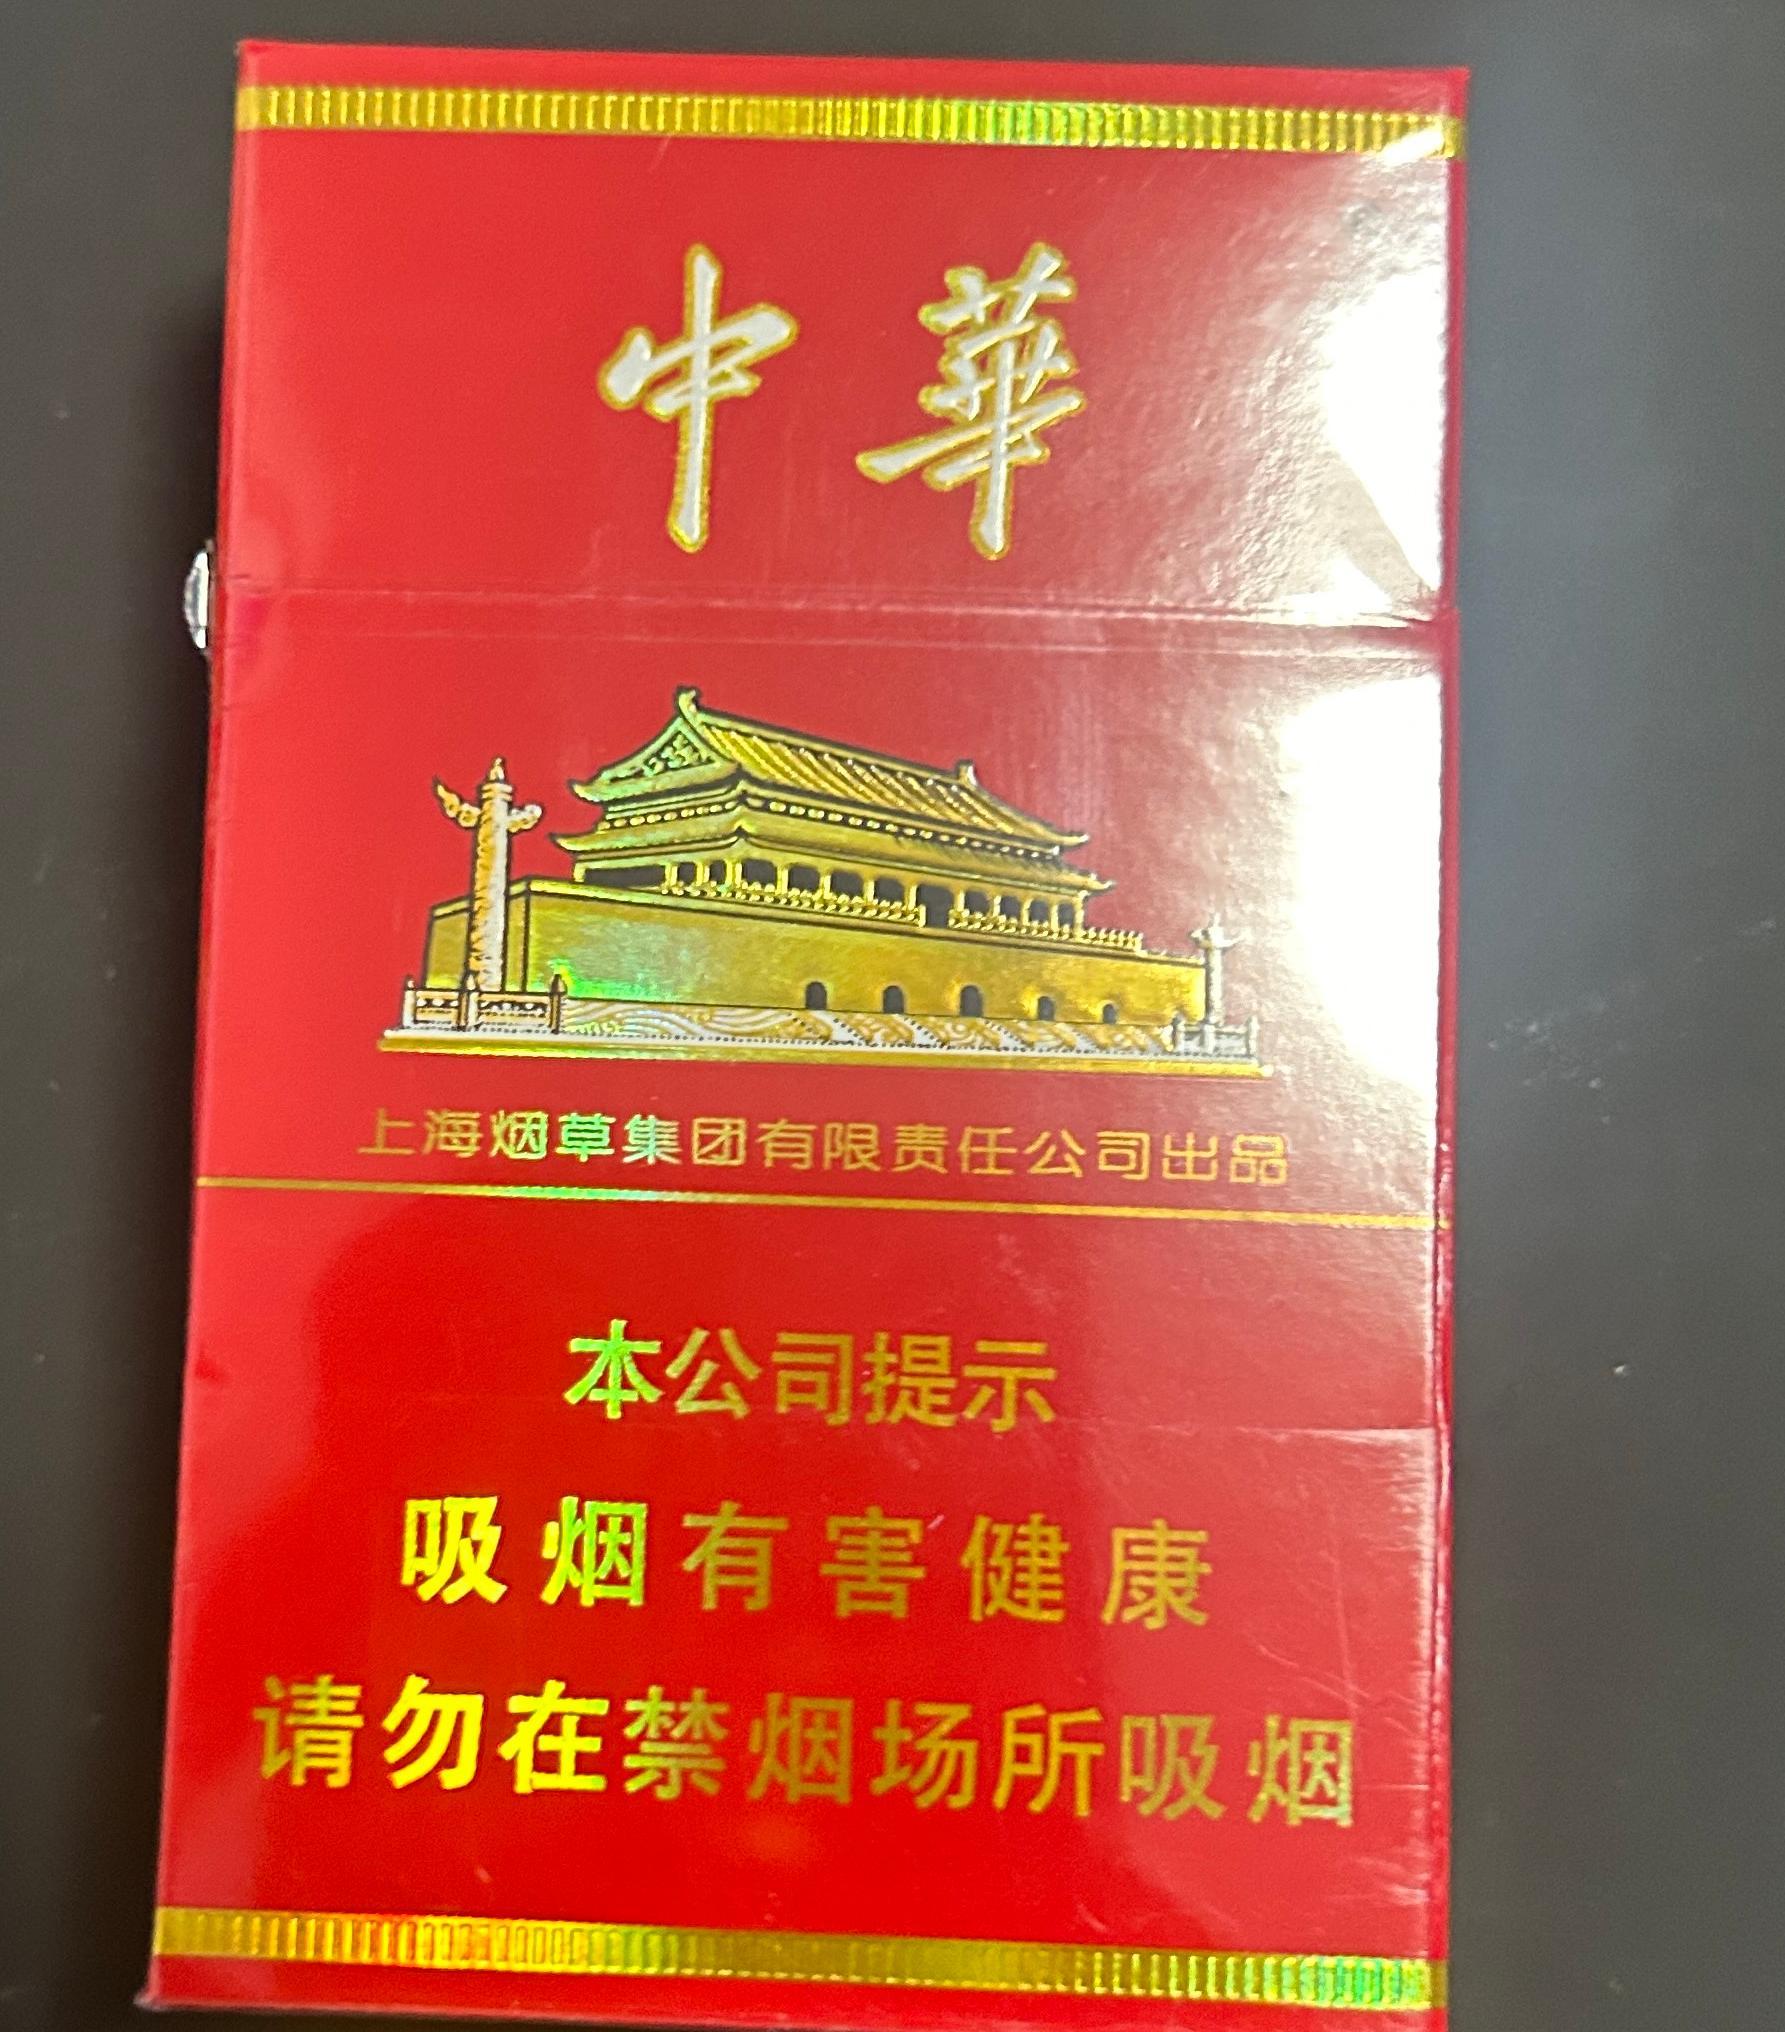 中華
上海烟草集团有限责任公司出品
本公司提示
吸烟有害健康
请勿在禁烟场所吸烟